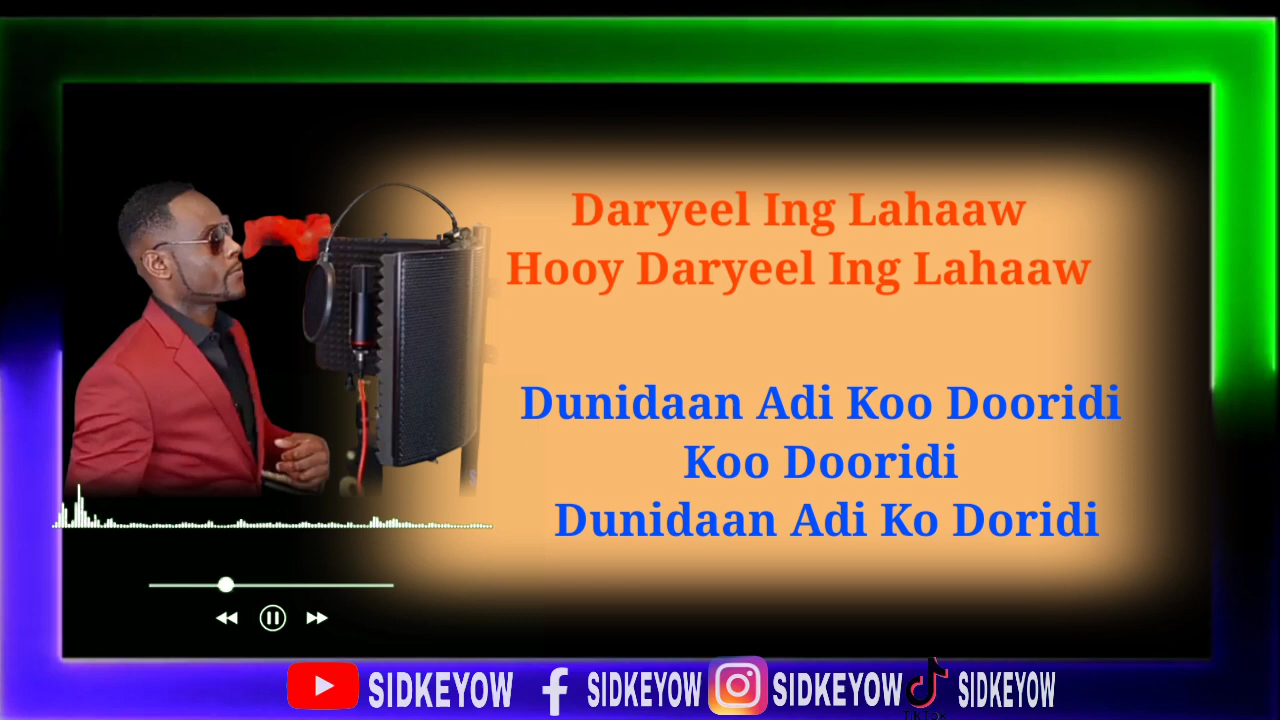 Daryeel Ing Lahaaw
Hooy Daryeel Ing Lahaaw
Dunidaan Adi Koo Dooridi
Koo Dooridi
Dunidaan Adi Ko Doridi
SIDKEYOW SIDKEYOW SIDKEYOW SIDKEYOW
TikTok